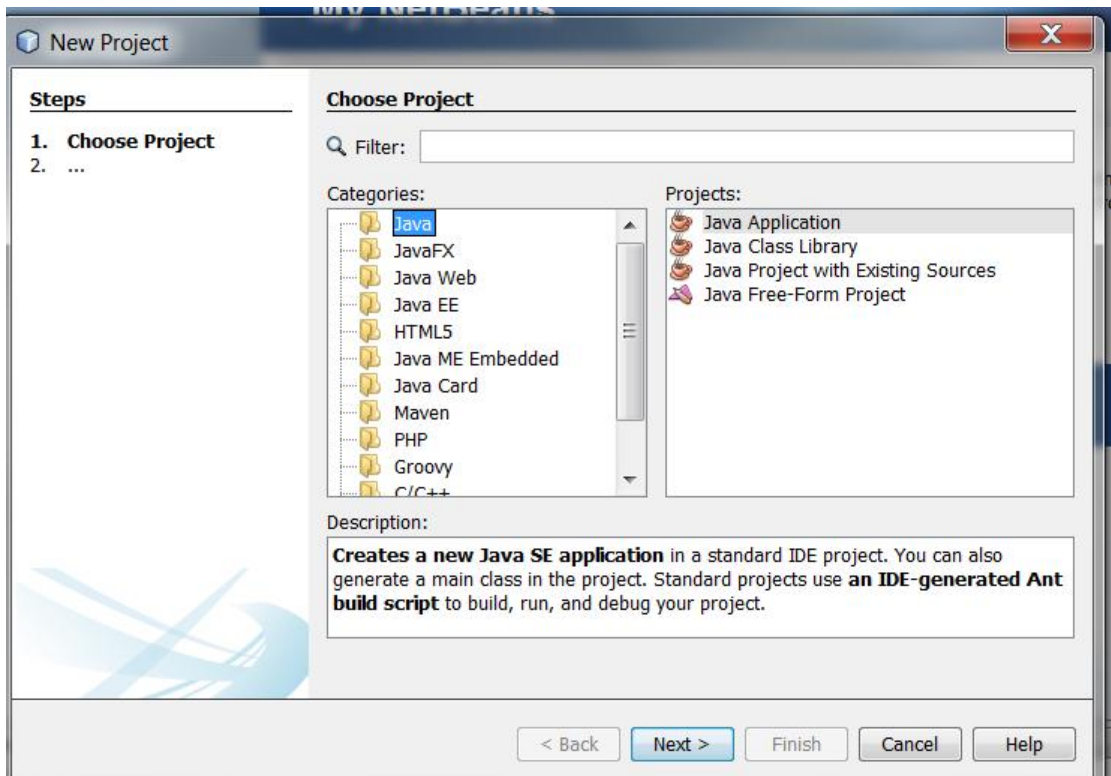 My NetBeans
New Project
X
Steps
1. Choose Project
2. ...
Choose Project
Filter:
Categories:
Java
JavaFX
Java Web
Java EE
HTML5
Java ME Embedded
Java Card
Maven
PHP
Groovy
C/C++
Projects:
Java Application
Java Class Library
Java Project with Existing Sources
Java Free-Form Project
Description:
Creates a new Java SE application in a standard IDE project. You can also
generate a main class in the project. Standard projects use an IDE-generated Ant
build script to build, run, and debug your project.
< Back
Next >
Finish
Cancel
Help